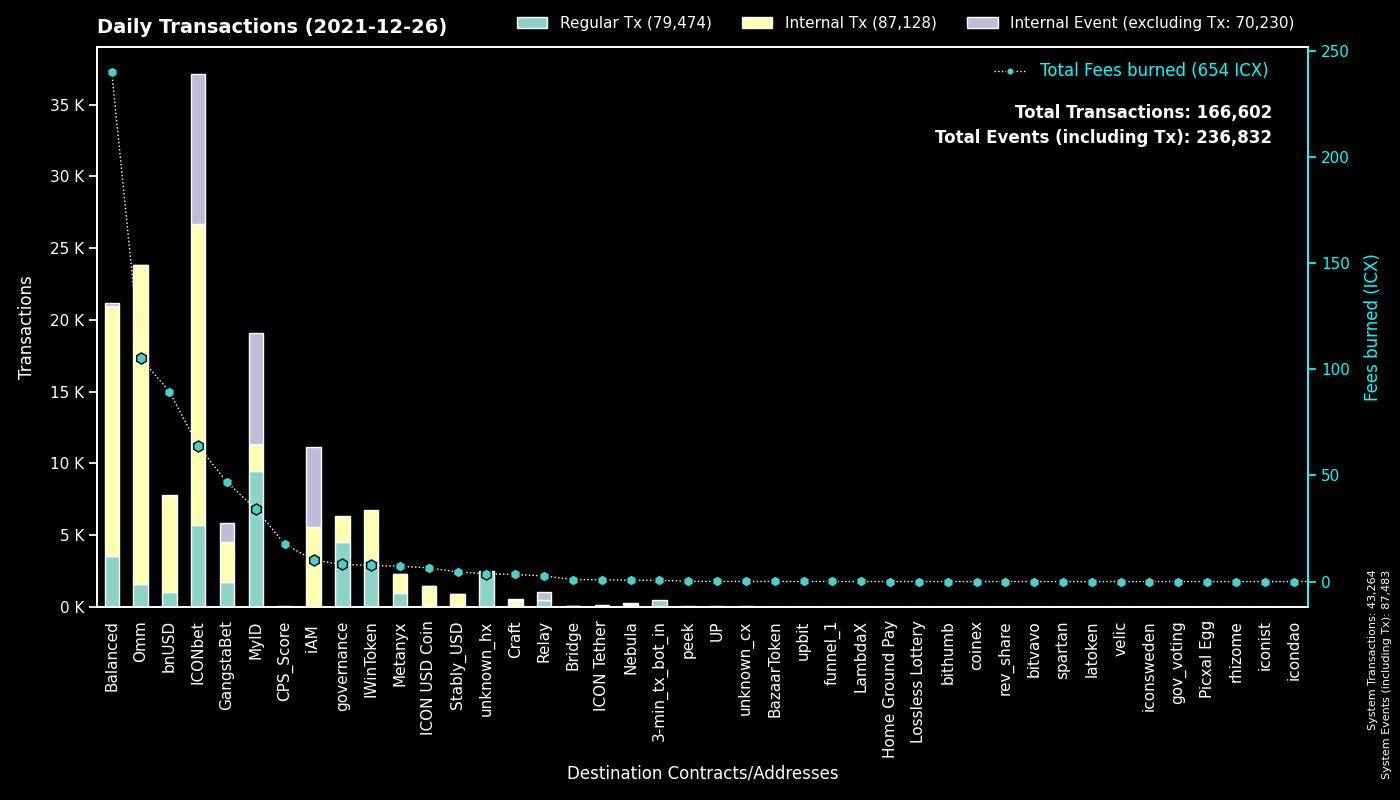 Daily Transactions (2021-12-26)
Regular Tx (79,474)
Internal Tx (87,128)
Internal Event (excluding Tx: 70,230)
Total Fees burned (654 ICX)
Total Transactions: 166,602
Total Events (including Tx): 236,832
Transactions
35 K
30 K
25 K
20 K
15 K
10 K
5 K
0 K
250
200
150
100
50
0
Fees burned (ICX)
Balanced
Omm
bnUSD
ICONbet
GangstaBet
MyID
CPS_Score
iAM
governance
IWinToken
Metanyx
ICON USD Coin
Stably_USD
unknown_hx
Craft
Relay
Bridge
ICON Tether
Nebula
3-min_tx_bot_in
peek
UP
unknown_cx
BazaarToken
upbit
funnel_1
LambdaX
Home Ground Pay
Lossless Lottery
bithumb
coinex
rev_share
bitvavo
spartan
latoken
velic
iconsweden
gov_voting
Picxal Egg
rhizome
iconist
icondao
Destination Contracts/Addresses
System Transactions: 43,264
System Events (including Tx): 87,483